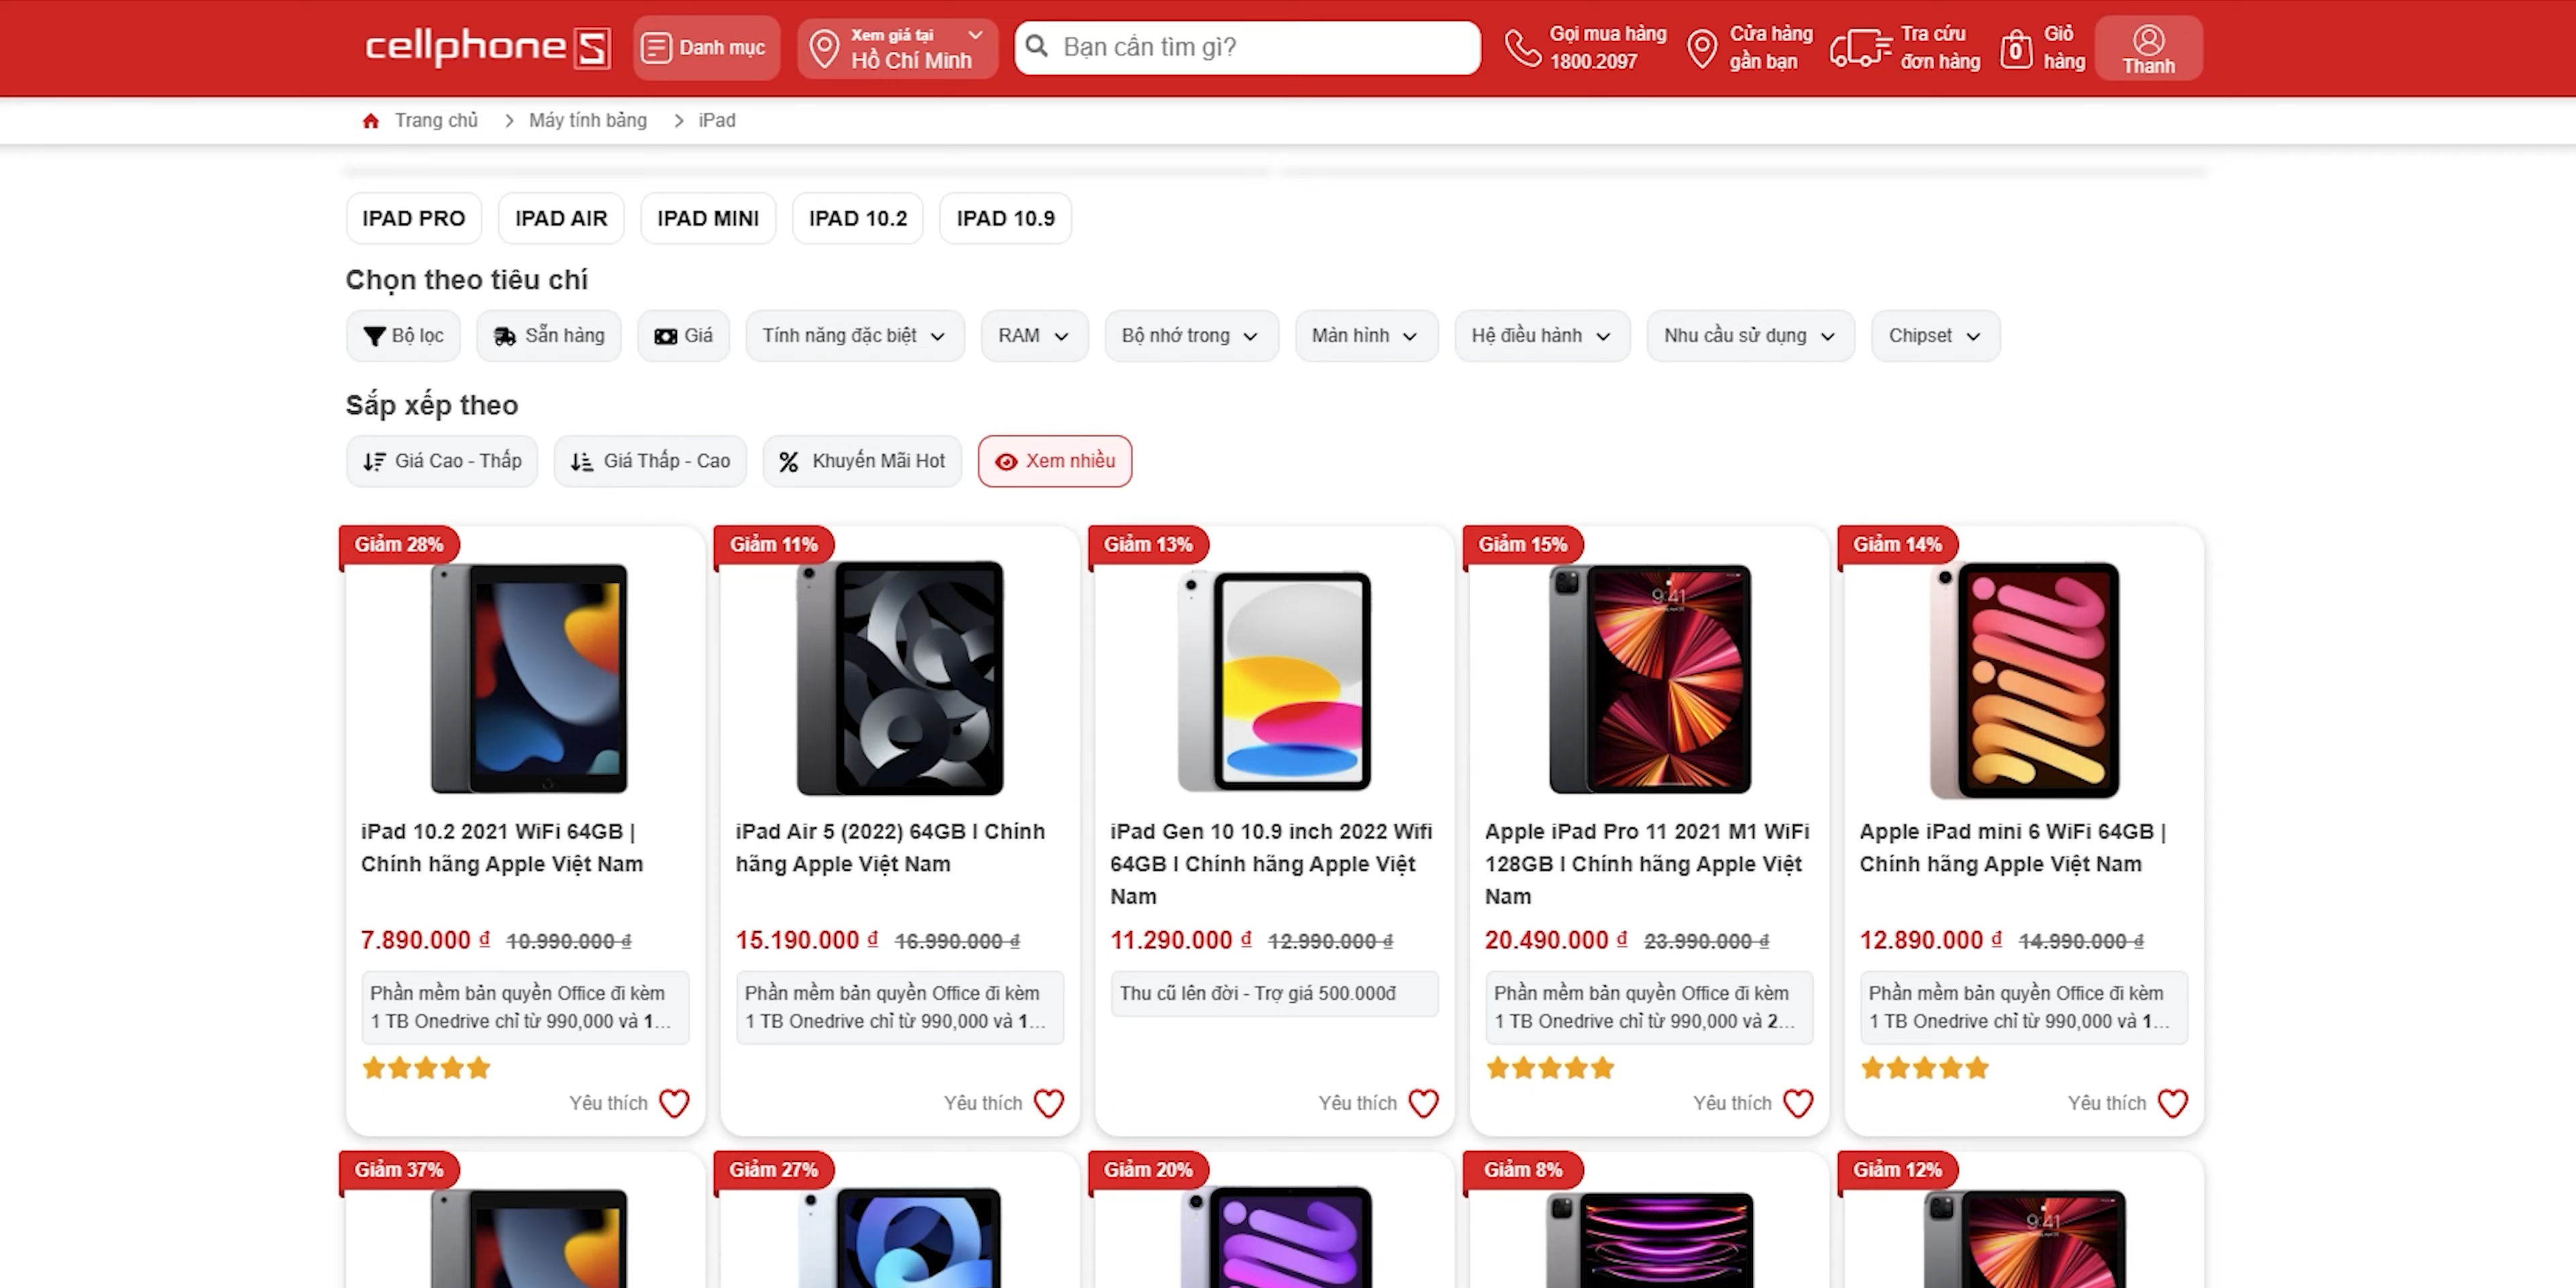 cellphoneS
Danh mục
Xem giá tại
Hồ Chí Minh
Bạn cần tìm gì?
Gọi mua hàng
1800.2097
Cửa hàng
gần bạn
Tra cứu
đơn hàng
0
Giỏ
hàng
Thanh
Trang chủ > Máy tính bảng > iPad
IPAD PRO IPAD AIR IPAD MINI IPAD 10.2 IPAD 10.9
Chọn theo tiêu chí
Bộ lọc Sẵn hàng Giá Tính năng đặc biệt RAM Bộ nhớ trong Màn hình Hệ điều hành Nhu cầu sử dụng Chipset
Sắp xếp theo
Giá Cao - Thấp Giá Thấp - Cao Khuyến Mãi Hot Xem nhiều
Giảm 28%
iPad 10.2 2021 WiFi 64GB |
Chính hãng Apple Việt Nam
7.890.000 ₫ 10.990.000 ₫
Phần mềm bản quyền Office đi kèm
1 TB Onedrive chỉ từ 990,000 và 1...
Yêu thích
Giảm 11%
iPad Air 5 (2022) 64GB I Chính
hãng Apple Việt Nam
15.190.000 ₫ 16.990.000 ₫
Phần mềm bản quyền Office đi kèm
1 TB Onedrive chỉ từ 990,000 và 1...
Yêu thích
Giảm 13%
iPad Gen 10 10.9 inch 2022 Wifi
64GB I Chính hãng Apple Việt
Nam
11.290.000 ₫ 12.990.000 ₫
Thu cũ lên đời - Trợ giá 500.000đ
Yêu thích
Giảm 15%
9:41
Apple iPad Pro 11 2021 M1 WiFi
128GB I Chính hãng Apple Việt
Nam
20.490.000 ₫ 23.990.000 ₫
Phần mềm bản quyền Office đi kèm
1 TB Onedrive chỉ từ 990,000 và 2...
Yêu thích
Giảm 14%
Apple iPad mini 6 WiFi 64GB |
Chính hãng Apple Việt Nam
12.890.000 ₫ 14.990.000 ₫
Phần mềm bản quyền Office đi kèm
1 TB Onedrive chỉ từ 990,000 và 1...
Yêu thích
Giảm 37%
Giảm 27%
Giảm 20%
Giảm 8%
Giảm 12%
9:41